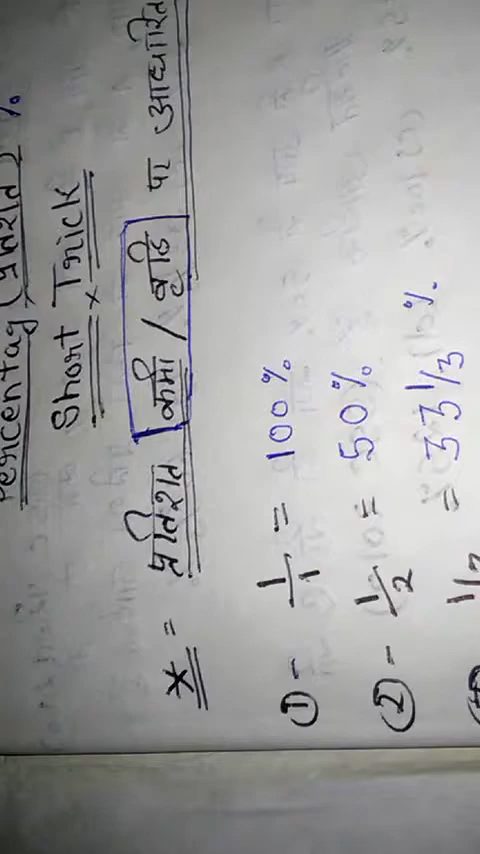 Percentag (प्रतिशत) %
Short Trick
* = प्रतिशत कमी / वृद्धि पर आधारित
① - 1/1 = 100%
② - 1/2 = 50%
= 33 1/3 %